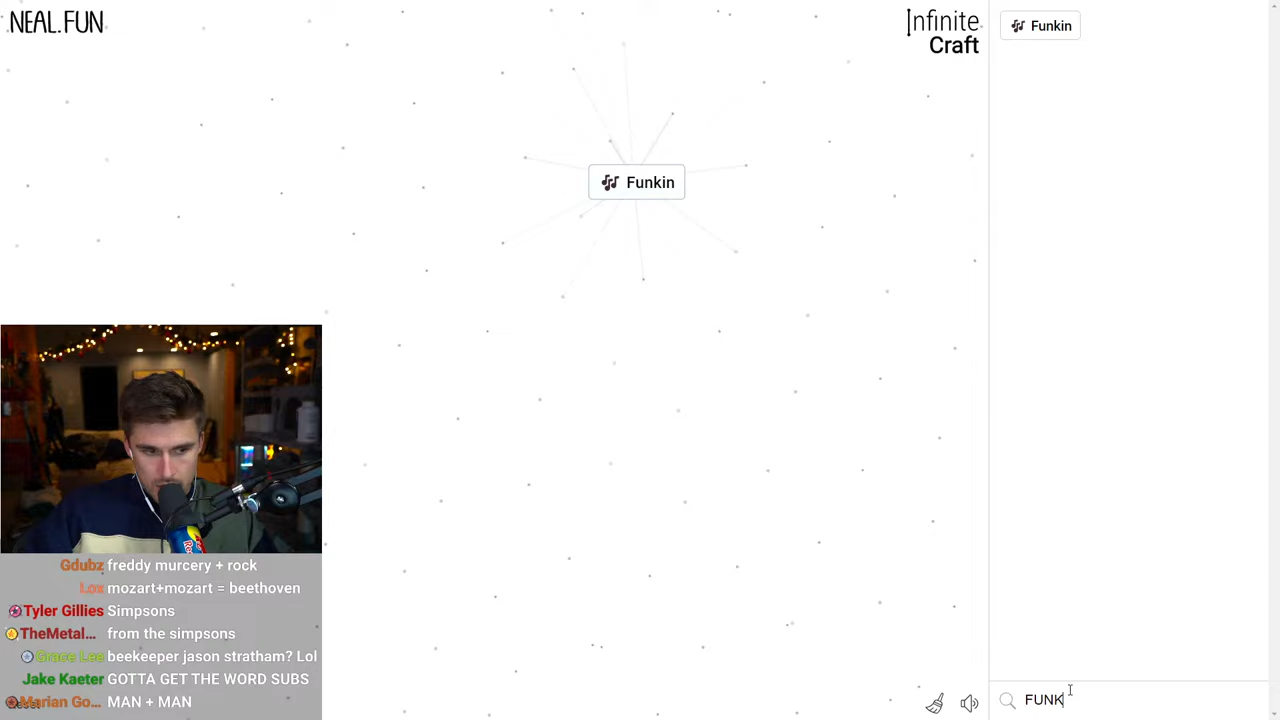 NEAL.FUN
Infinite
Craft
Funkin
Funkin
Gdubz freddy murcery + rock
Lox mozart+mozart = beethoven
Tyler Gillies Simpsons
TheMetal... from the simpsons
Grace Lee beekeeper jason stratham? Lol
Jake Kaeter GOTTA GET THE WORD SUBS
Marian Go... MAN + MAN
FUNK